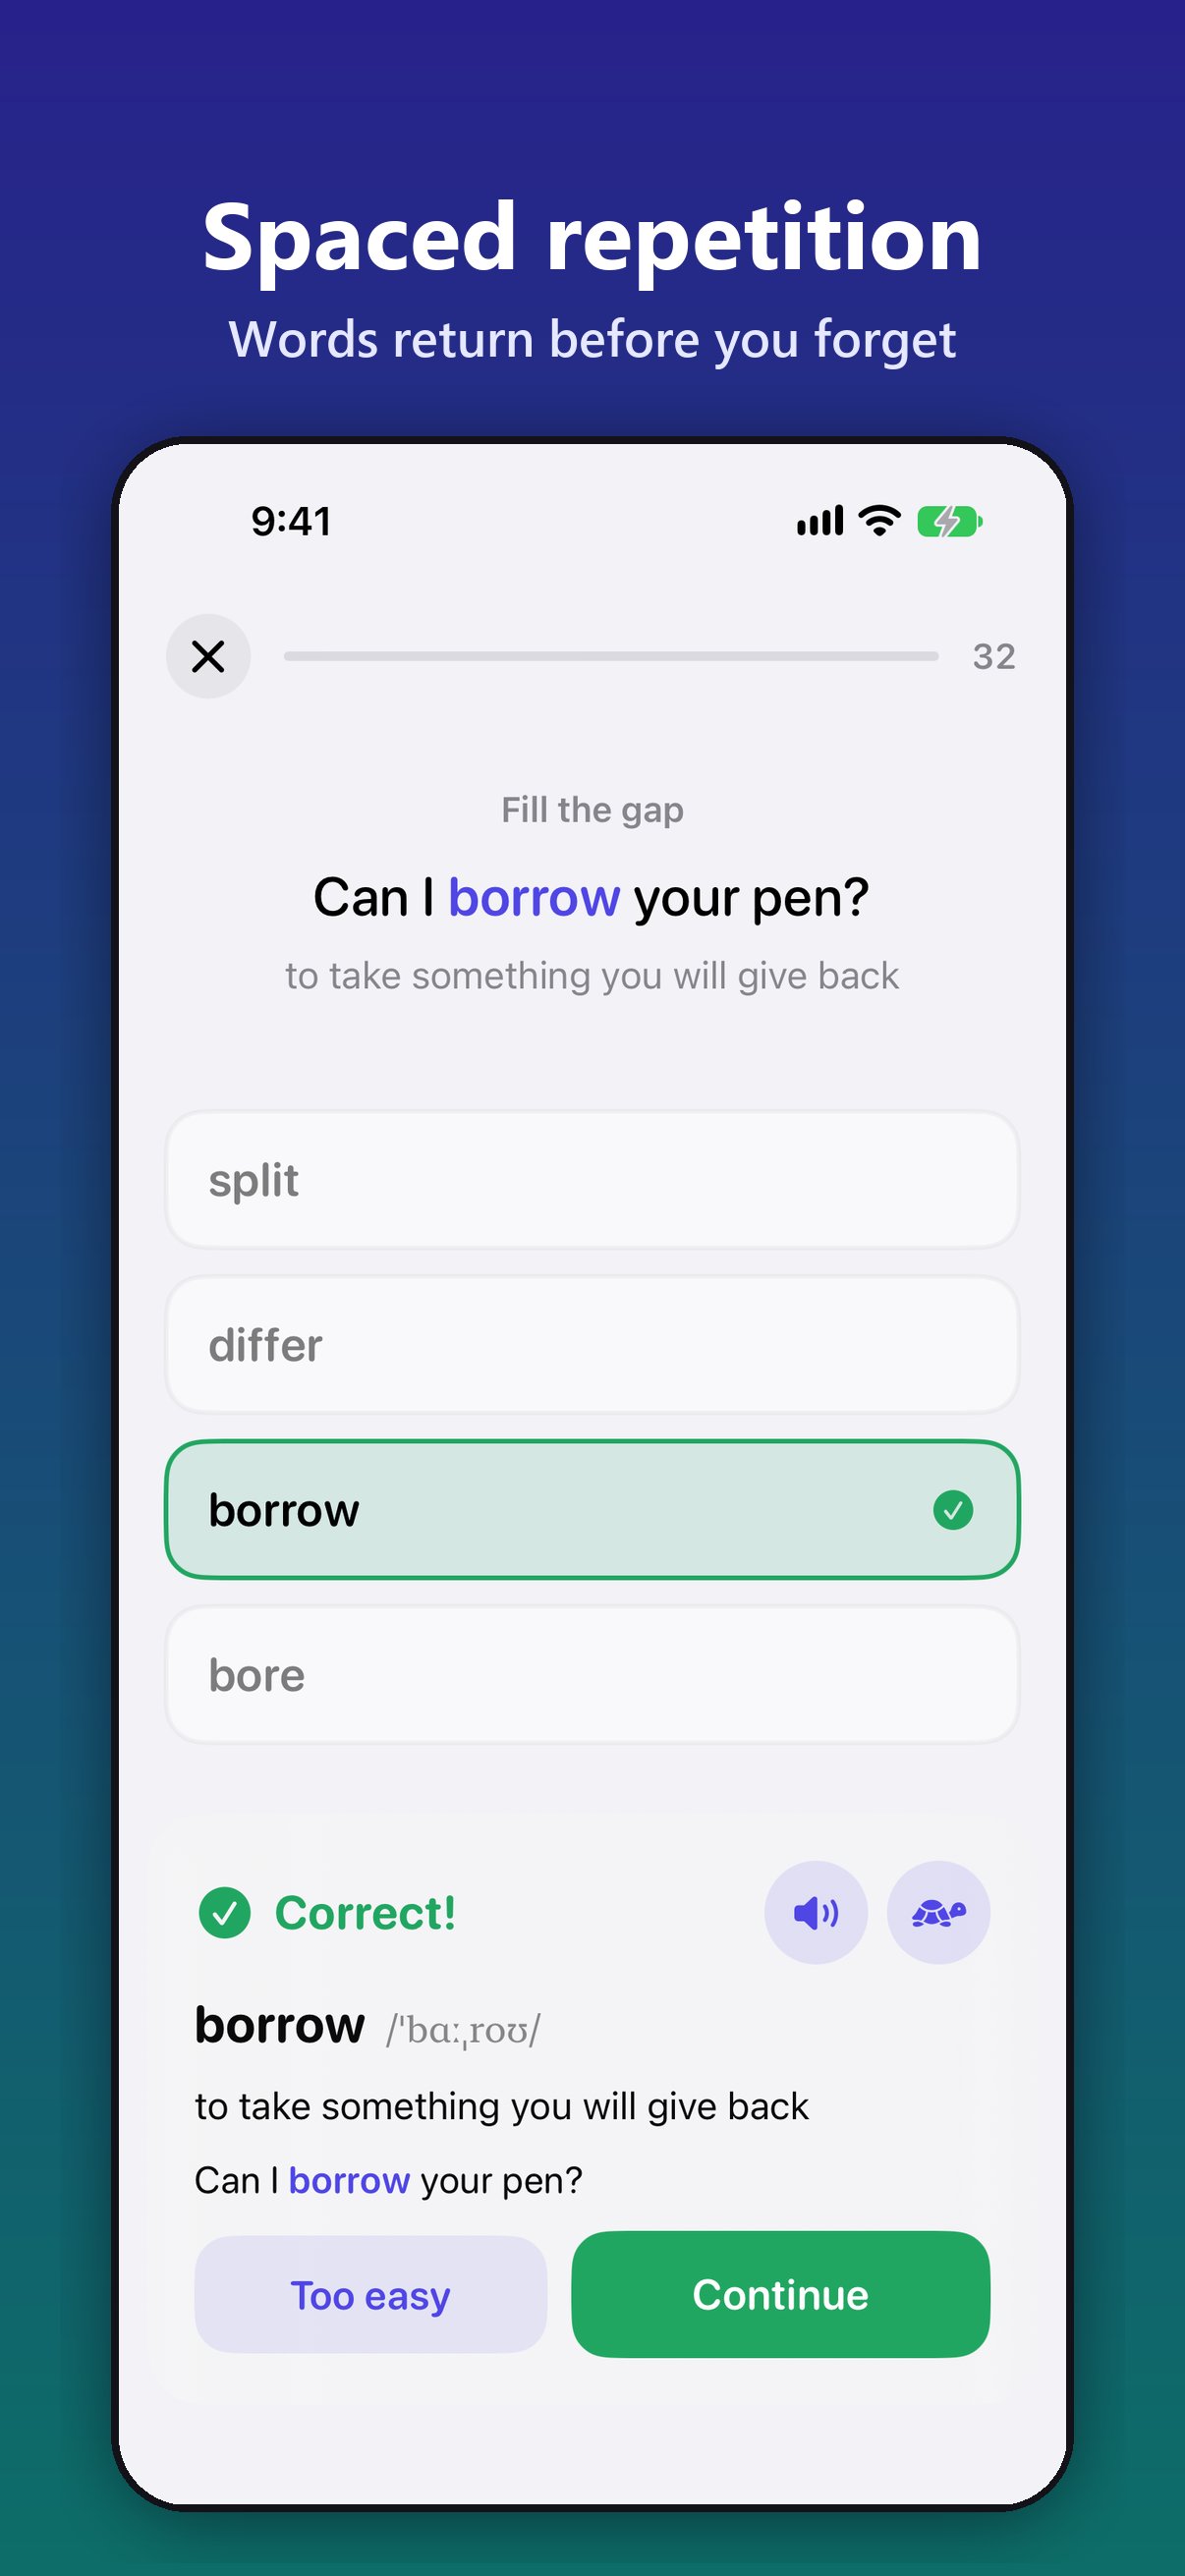 Spaced repetition
Words return before you forget
9:41
32
Fill the gap
Can I borrow your pen?
to take something you will give back
split
differ
borrow
bore
Correct!
borrow /ˈbɑːˌroʊ/
to take something you will give back
Can I borrow your pen?
Too easy
Continue